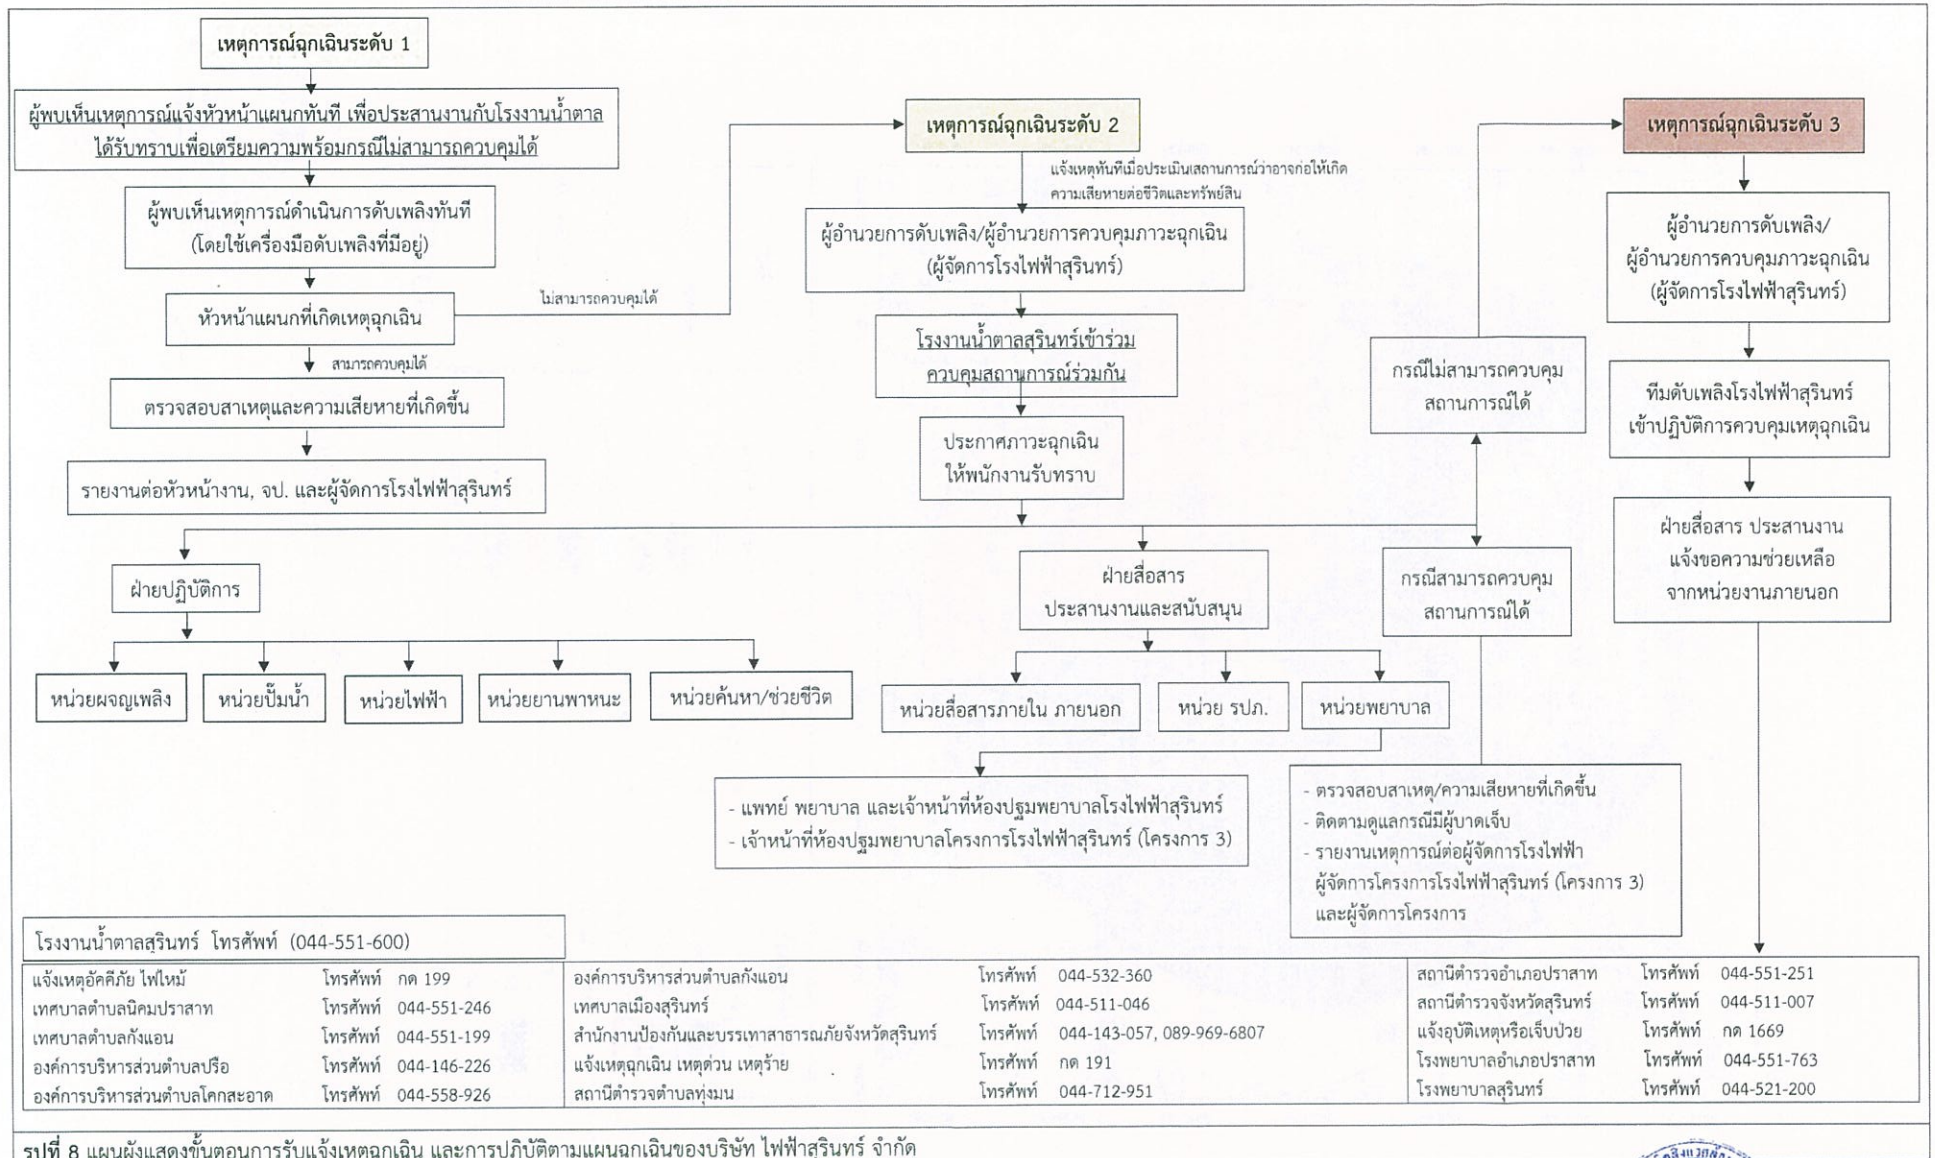 เหตุการณ์ฉุกเฉินระดับ 1
ผู้พบเห็นเหตุการณ์แจ้งหัวหน้าแผนกทันที เพื่อประสานงานกับโรงงานน้ำตาล
ได้รับทราบเพื่อเตรียมความพร้อมกรณีไม่สามารถควบคุมได้
ผู้พบเห็นเหตุการณ์ดำเนินการดับเพลิงทันที
(โดยใช้เครื่องมือดับเพลิงที่มีอยู่)
หัวหน้าแผนกที่เกิดเหตุฉุกเฉิน
ไม่สามารถควบคุมได้
สามารถควบคุมได้
ตรวจสอบสาเหตุและความเสียหายที่เกิดขึ้น
รายงานต่อหัวหน้างาน, จป. และผู้จัดการโรงไฟฟ้าสุรินทร์
เหตุการณ์ฉุกเฉินระดับ 2
แจ้งเหตุทันทีเมื่อประเมินสถานการณ์ว่าอาจก่อให้เกิด
ความเสียหายต่อชีวิตและทรัพย์สิน
ผู้อำนวยการดับเพลิง/ผู้อำนวยการควบคุมภาวะฉุกเฉิน
(ผู้จัดการโรงไฟฟ้าสุรินทร์)
โรงงานน้ำตาลสุรินทร์เข้าร่วม
ควบคุมสถานการณ์ร่วมกัน
ประกาศภาวะฉุกเฉิน
ให้พนักงานรับทราบ
กรณีไม่สามารถควบคุม
สถานการณ์ได้
เหตุการณ์ฉุกเฉินระดับ 3
ผู้อำนวยการดับเพลิง/
ผู้อำนวยการควบคุมภาวะฉุกเฉิน
(ผู้จัดการโรงไฟฟ้าสุรินทร์)
ทีมดับเพลิงโรงไฟฟ้าสุรินทร์
เข้าปฏิบัติการควบคุมเหตุฉุกเฉิน
ฝ่ายสื่อสาร ประสานงาน
แจ้งขอความช่วยเหลือ
จากหน่วยงานภายนอก
ฝ่ายปฏิบัติการ
หน่วยผจญเพลิง
หน่วยปั๊มน้ำ
หน่วยไฟฟ้า
หน่วยยานพาหนะ
หน่วยค้นหา/ช่วยชีวิต
ฝ่ายสื่อสาร
ประสานงานและสนับสนุน
หน่วยสื่อสารภายใน ภายนอก
หน่วย รปภ.
หน่วยพยาบาล
กรณีสามารถควบคุม
สถานการณ์ได้
- แพทย์ พยาบาล และเจ้าหน้าที่ห้องปฐมพยาบาลโรงไฟฟ้าสุรินทร์
- เจ้าหน้าที่ห้องปฐมพยาบาลโครงการโรงไฟฟ้าสุรินทร์ (โครงการ 3)
- ตรวจสอบสาเหตุ/ความเสียหายที่เกิดขึ้น
- ติดตามดูแลกรณีมีผู้บาดเจ็บ
- รายงานเหตุการณ์ต่อผู้จัดการโรงไฟฟ้า
ผู้จัดการโครงการโรงไฟฟ้าสุรินทร์ (โครงการ 3)
และผู้จัดการโครงการ
โรงงานน้ำตาลสุรินทร์ โทรศัพท์ (044-551-600)
แจ้งเหตุอัคคีภัย ไฟไหม้ โทรศัพท์ กด 199
เทศบาลตำบลนิคมปราสาท โทรศัพท์ 044-551-246
เทศบาลตำบลกังแอน โทรศัพท์ 044-551-199
องค์การบริหารส่วนตำบลปรือ โทรศัพท์ 044-146-226
องค์การบริหารส่วนตำบลโคกสะอาด โทรศัพท์ 044-558-926
องค์การบริหารส่วนตำบลกังแอน โทรศัพท์ 044-532-360
เทศบาลเมืองสุรินทร์ โทรศัพท์ 044-511-046
สำนักงานป้องกันและบรรเทาสาธารณภัยจังหวัดสุรินทร์ โทรศัพท์ 044-143-057, 089-969-6807
แจ้งเหตุฉุกเฉิน เหตุด่วน เหตุร้าย โทรศัพท์ กด 191
สถานีตำรวจตำบลทุ่งมน โทรศัพท์ 044-712-951
สถานีตำรวจอำเภอปราสาท โทรศัพท์ 044-551-251
สถานีตำรวจจังหวัดสุรินทร์ โทรศัพท์ 044-511-007
แจ้งอุบัติเหตุหรือเจ็บป่วย โทรศัพท์ กด 1669
โรงพยาบาลอำเภอปราสาท โทรศัพท์ 044-551-763
โรงพยาบาลสุรินทร์ โทรศัพท์ 044-521-200
รูปที่ 8 แผนผังแสดงขั้นตอนการรับแจ้งเหตุฉุกเฉิน และการปฏิบัติตามแผนฉุกเฉินของบริษัท ไฟฟ้าสุรินทร์ จำกัด